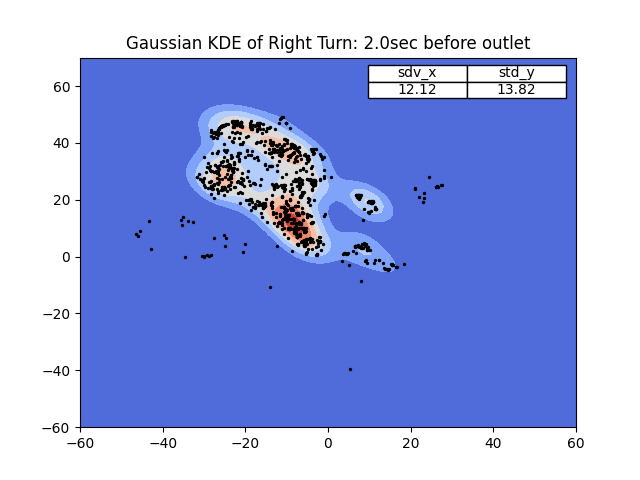 Gaussian KDE of Right Turn: 2.0sec before outlet
sdv_x std_y
12.12 13.82
60
40
20
0
−20
−40
−60
−60 −40 −20 0 20 40 60